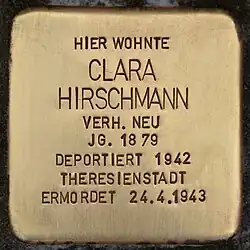 HIER WOHNTE
CLARA
HIRSCHMANN
VERH. NEU
JG. 1879
DEPORTIERT 1942
THERESIENSTADT
ERMORDET 24.4.1943